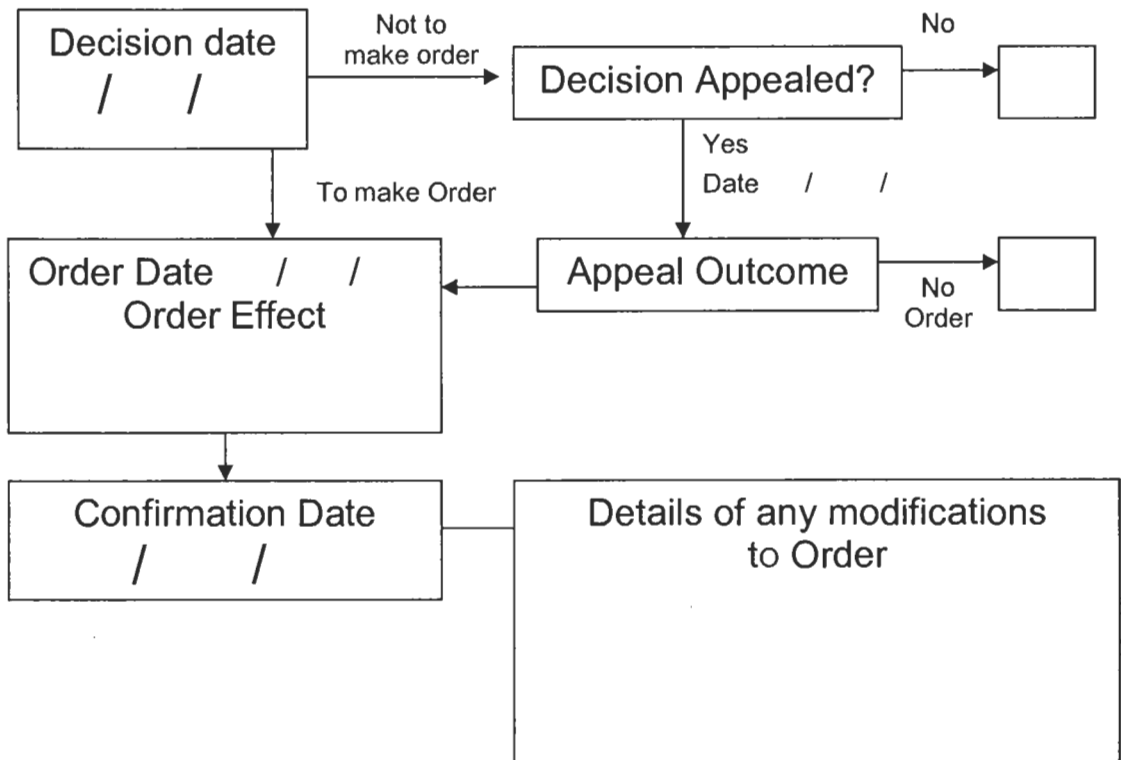 Decision date
/ /
Not to
make order
Decision Appealed?
No
Yes
Date / /
To make Order
Order Date / /
Order Effect
Appeal Outcome
No
Order
Confirmation Date
/ /
Details of any modifications
to Order